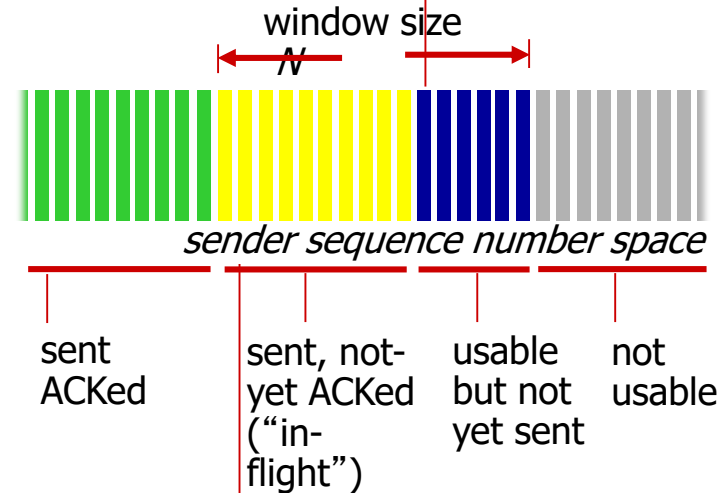 window size
N
sender sequence number space
sent
ACKed
sent, not-
yet ACKed
(“in-
flight”)
usable
but not
yet sent
not
usable